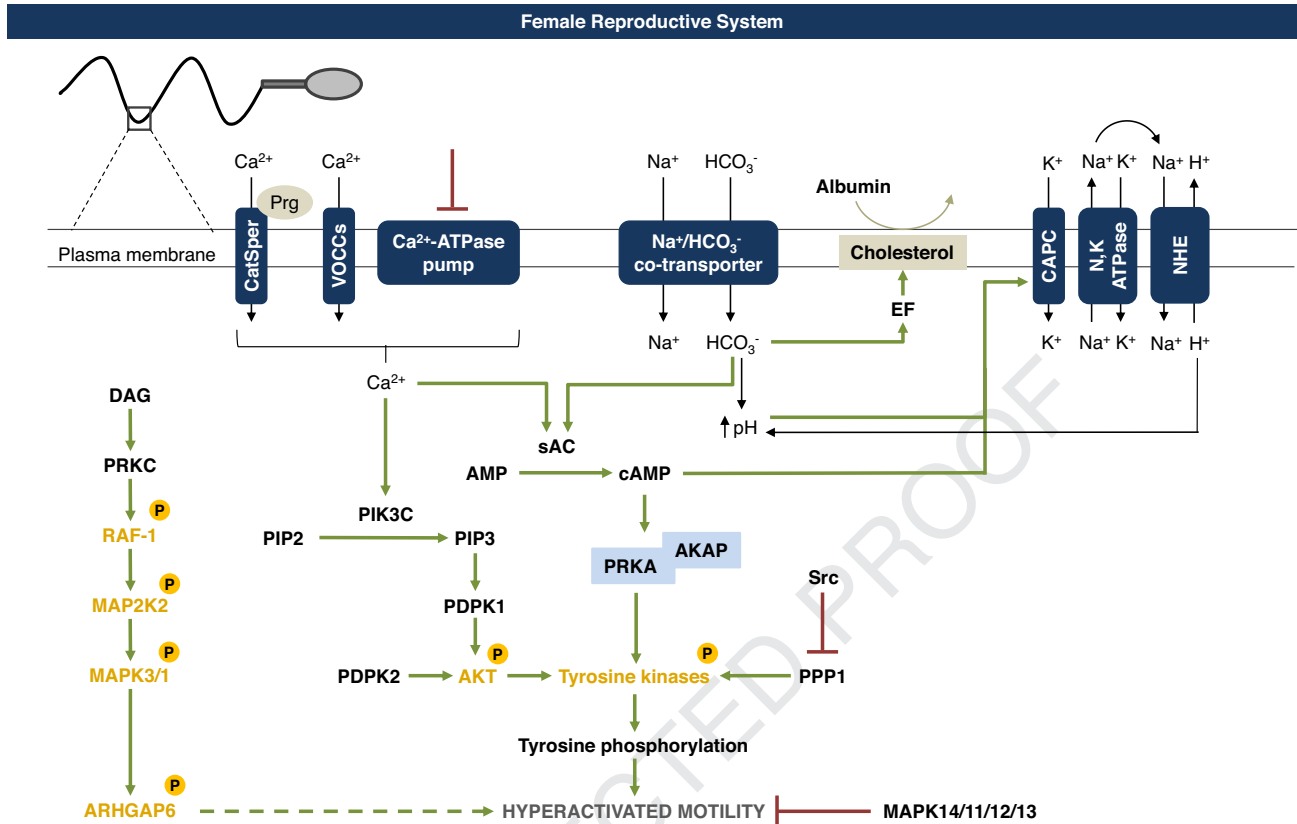 Female Reproductive System
Ca²⁺
Ca²⁺
Na⁺
HCO₃⁻
K⁺
Na⁺ K⁺
Na⁺ H⁺
Prg
Albumin
Plasma membrane
CatSper
VOCCs
Ca²⁺-ATPase
pump
Na⁺/HCO₃⁻
co-transporter
Cholesterol
CAPC
N,K
ATPase
NHE
EF
Na⁺
HCO₃⁻
K⁺
Na⁺ K⁺
Na⁺ H⁺
Ca²⁺
DAG
↑ pH
sAC
PRKC
AMP
cAMP
PIK3C
P
RAF-1
PIP2
PIP3
AKAP
PRKA
Src
P
MAP2K2
PDPK1
P
P
P
MAPK3/1
PDPK2
AKT
Tyrosine kinases
PPP1
Tyrosine phosphorylation
P
ARHGAP6
HYPERACTIVATED MOTILITY
MAPK14/11/12/13
CTED PROOF